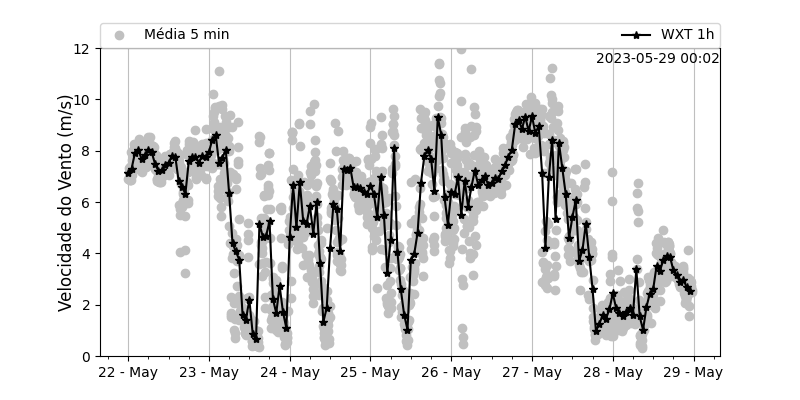 Média 5 min
WXT 1h
2023-05-29 00:02
Velocidade do Vento (m/s)
12
10
8
6
4
2
0
22 - May
23 - May
24 - May
25 - May
26 - May
27 - May
28 - May
29 - May